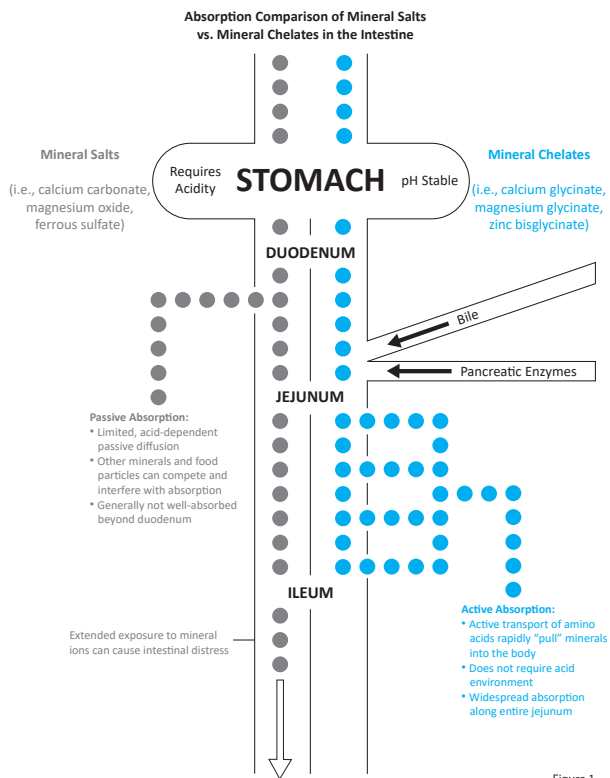 Absorption Comparison of Mineral Salts
vs. Mineral Chelates in the Intestine
Mineral Salts
(i.e., calcium carbonate,
magnesium oxide,
ferrous sulfate)
Requires
Acidity
STOMACH
pH Stable
Mineral Chelates
(i.e., calcium glycinate,
magnesium glycinate,
zinc bisglycinate)
DUODENUM
Bile
Pancreatic Enzymes
JEJUNUM
Passive Absorption:
• Limited, acid-dependent
passive diffusion
• Other minerals and food
particles can compete and
interfere with absorption
• Generally not well-absorbed
beyond duodenum
ILEUM
Active Absorption:
• Active transport of amino
acids rapidly “pull” minerals
into the body
• Does not require acid
environment
• Widespread absorption
along entire jejunum
Extended exposure to mineral
ions can cause intestinal distress
Figure 1